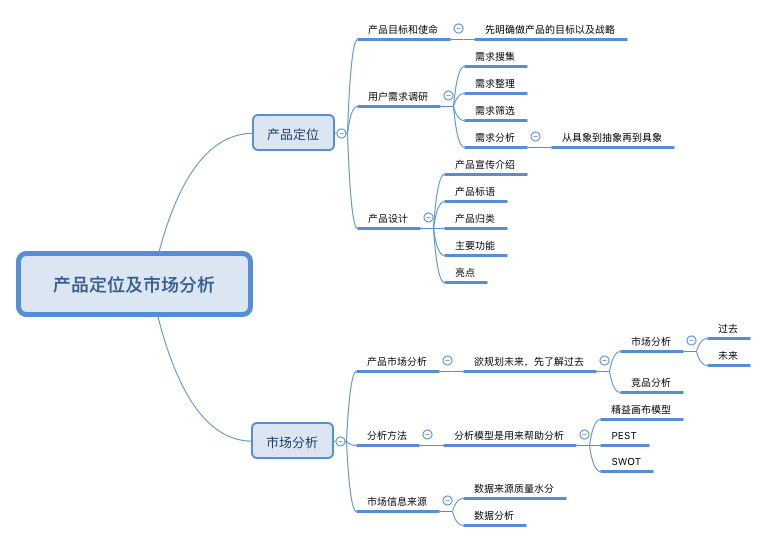 产品定位及市场分析
产品定位
产品目标和使命
先明确做产品的目标以及战略
用户需求调研
需求搜集
需求整理
需求筛选
需求分析
从具象到抽象再到具象
产品设计
产品宣传介绍
产品标语
产品归类
主要功能
亮点
市场分析
产品市场分析
欲规划未来，先了解过去
市场分析
过去
未来
竞品分析
分析方法
分析模型是用来帮助分析
精益画布模型
PEST
SWOT
市场信息来源
数据来源质量水分
数据分析